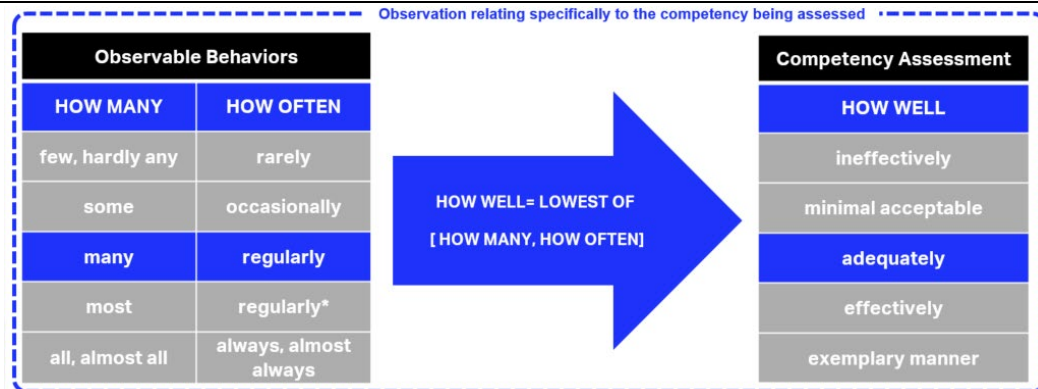 Observation relating specifically to the competency being assessed
Observable Behaviors
HOW MANY HOW OFTEN
few, hardly any rarely
some occasionally
many regularly
most regularly*
all, almost all always, almost
always
HOW WELL= LOWEST OF
[ HOW MANY, HOW OFTEN]
Competency Assessment
HOW WELL
ineffectively
minimal acceptable
adequately
effectively
exemplary manner